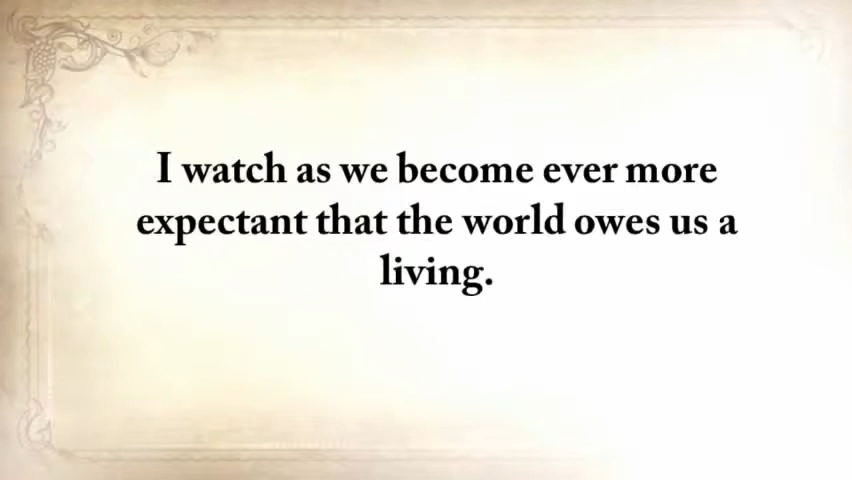 I watch as we become ever more
expectant that the world owes us a
living.